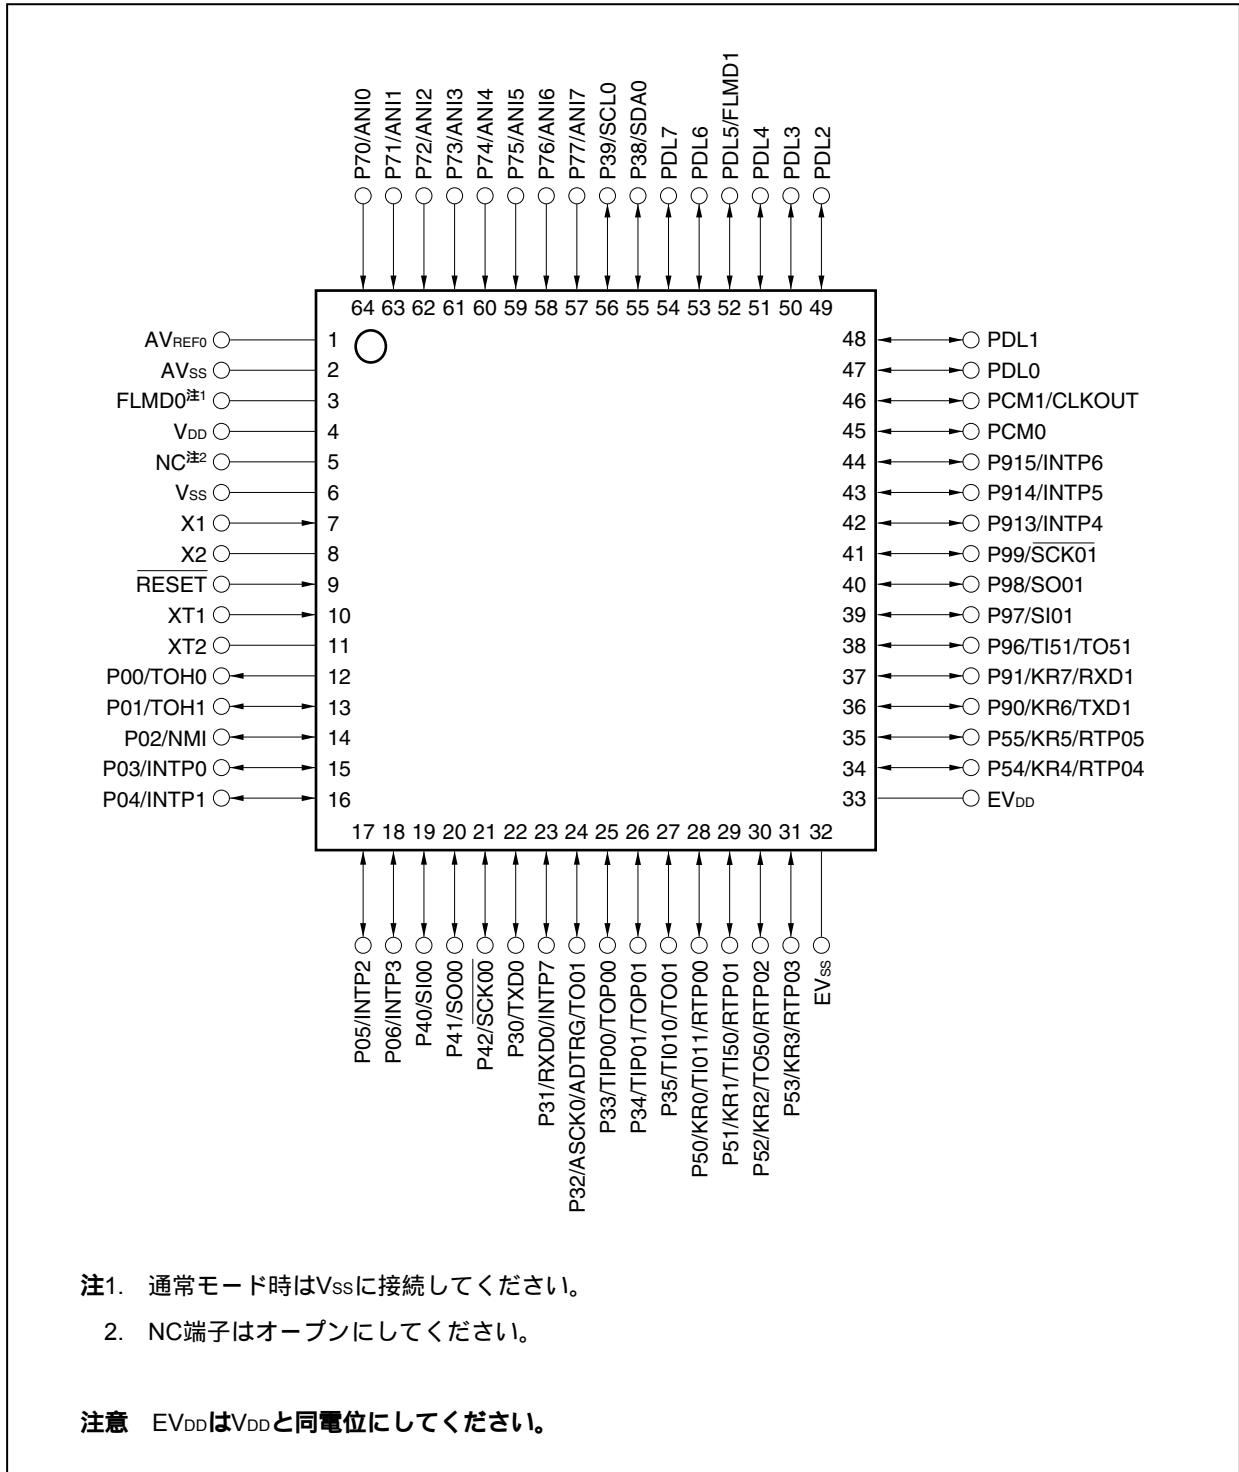 P70/ANI0
P71/ANI1
P72/ANI2
P73/ANI3
P74/ANI4
P75/ANI5
P76/ANI6
P77/ANI7
P39/SCL0
P38/SDA0
PDL7
PDL6
PDL5/FLMD1
PDL4
PDL3
PDL2
64 63 62 61 60 59 58 57 56 55 54 53 52 51 50 49
AVREF0 1
AVSS 2
FLMD0注1 3
VDD 4
NC注2 5
VSS 6
X1 7
X2 8
RESET 9
XT1 10
XT2 11
P00/TOH0 12
P01/TOH1 13
P02/NMI 14
P03/INTP0 15
P04/INTP1 16
48 PDL1
47 PDL0
46 PCM1/CLKOUT
45 PCM0
44 P915/INTP6
43 P914/INTP5
42 P913/INTP4
41 P99/SCK01
40 P98/SO01
39 P97/SI01
38 P96/TI51/TO51
37 P91/KR7/RXD1
36 P90/KR6/TXD1
35 P55/KR5/RTP05
34 P54/KR4/RTP04
33 EVDD
17 18 19 20 21 22 23 24 25 26 27 28 29 30 31 32
P05/INTP2
P06/INTP3
P40/SI00
P41/SO00
P42/SCK00
P30/TXD0
P31/RXD0/INTP7
P32/ASCK0/ADTRG/TO01
P33/TIP00/TOP00
P34/TIP01/TOP01
P35/TI010/TO01
P50/KR0/TI011/RTP00
P51/KR1/TI50/RTP01
P52/KR2/TO50/RTP02
P53/KR3/RTP03
EVSS
注1. 通常モード時はVSSに接続してください。
2. NC端子はオープンにしてください。
注意 EVDDはVDDと同電位にしてください。